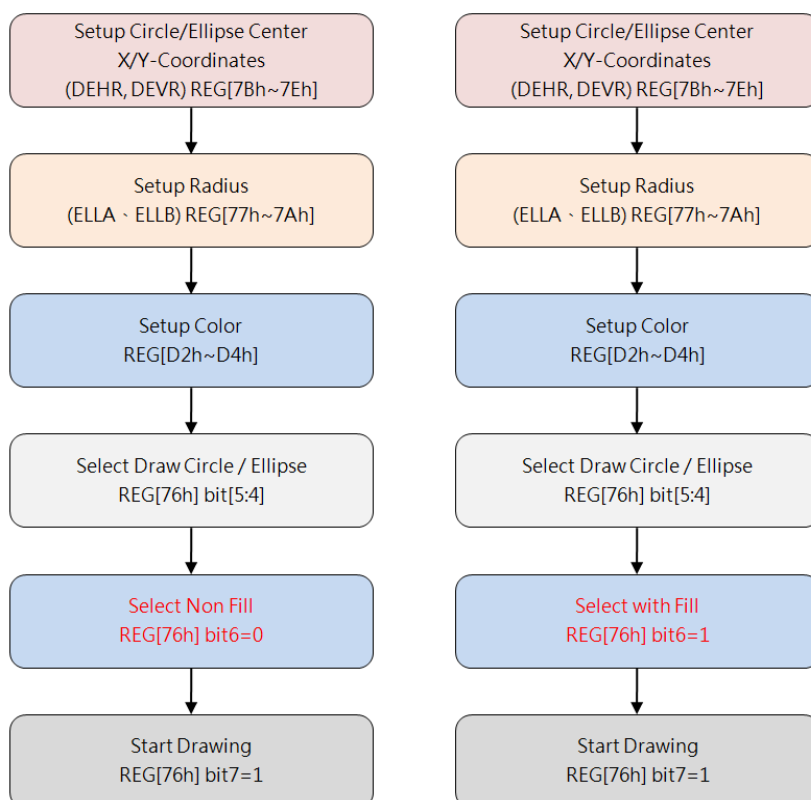 Setup Circle/Ellipse Center
X/Y-Coordinates
(DEHR, DEVR) REG[7Bh~7Eh]
Setup Radius
(ELLA、ELLB) REG[77h~7Ah]
Setup Color
REG[D2h~D4h]
Select Draw Circle / Ellipse
REG[76h] bit[5:4]
Select Non Fill
REG[76h] bit6=0
Start Drawing
REG[76h] bit7=1
Setup Circle/Ellipse Center
X/Y-Coordinates
(DEHR, DEVR) REG[7Bh~7Eh]
Setup Radius
(ELLA、ELLB) REG[77h~7Ah]
Setup Color
REG[D2h~D4h]
Select Draw Circle / Ellipse
REG[76h] bit[5:4]
Select with Fill
REG[76h] bit6=1
Start Drawing
REG[76h] bit7=1